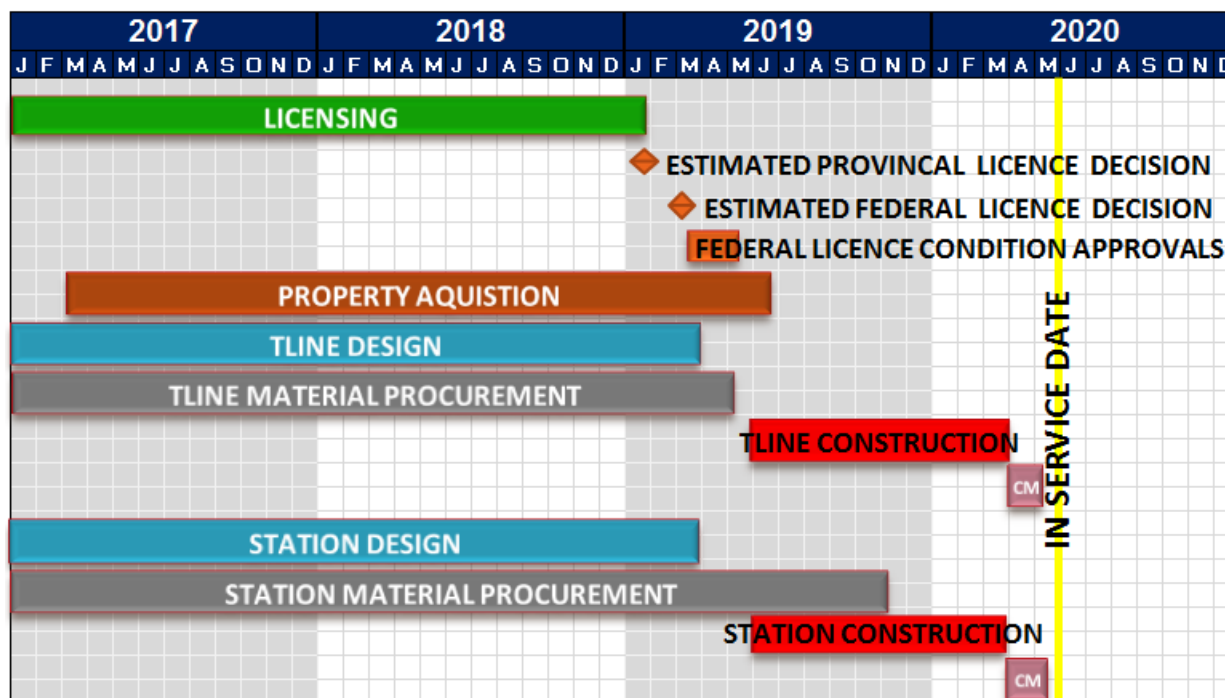 2017 2018 2019 2020
J F M A M J J A S O N D J F M A M J J A S O N D J F M A M J J A S O N D J F M A M J J A S O N D
LICENSING
ESTIMATED PROVINCAL LICENCE DECISION
ESTIMATED FEDERAL LICENCE DECISION
FEDERAL LICENCE CONDITION APPROVALS
PROPERTY AQUISTION
TLINE DESIGN
TLINE MATERIAL PROCUREMENT
TLINE CONSTRUCTION
CM
IN SERVICE DATE
STATION DESIGN
STATION MATERIAL PROCUREMENT
STATION CONSTRUCTION
CM